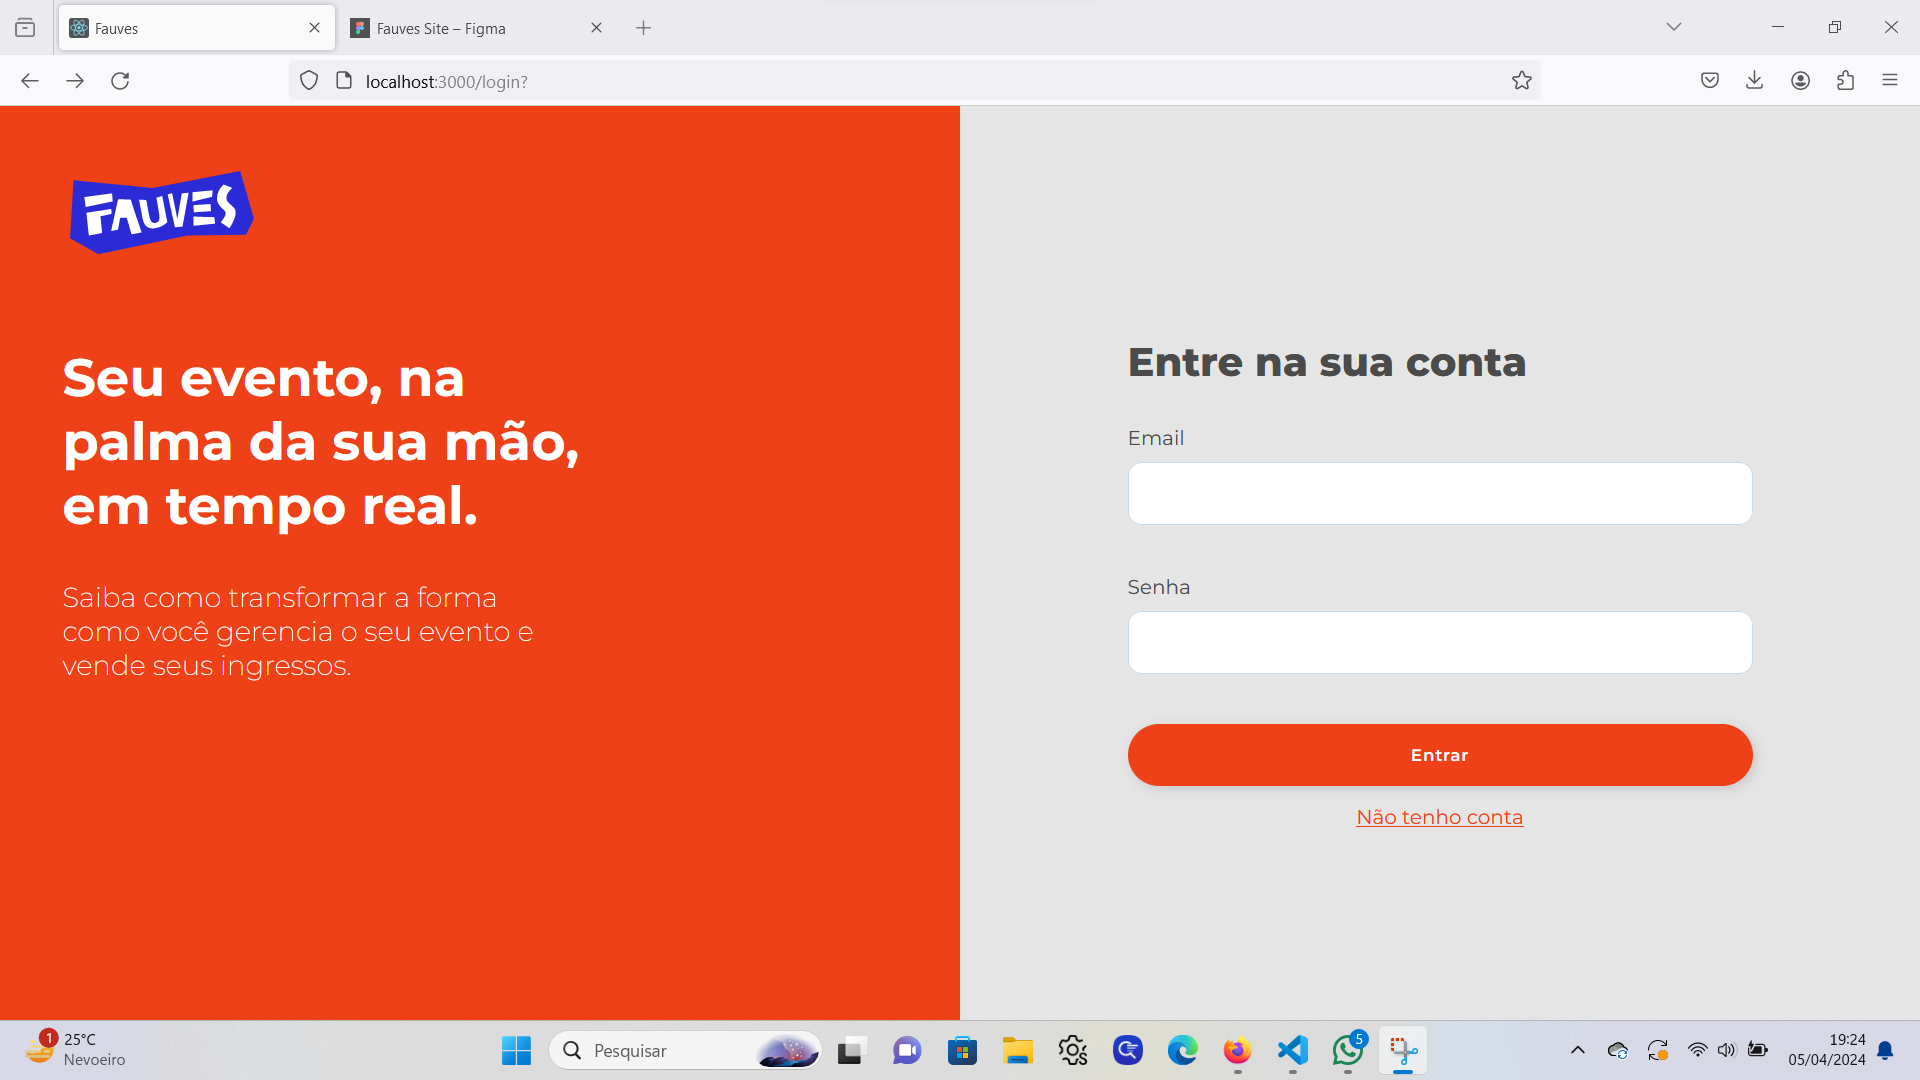 Fauves
Fauves Site – Figma
localhost:3000/login?
FAUVES
Seu evento, na
palma da sua mão,
em tempo real.
Saiba como transformar a forma
como você gerencia o seu evento e
vende seus ingressos.
Entre na sua conta
Email
Senha
Entrar
Não tenho conta
1
25°C
Nevoeiro
Pesquisar
5
19:24
05/04/2024